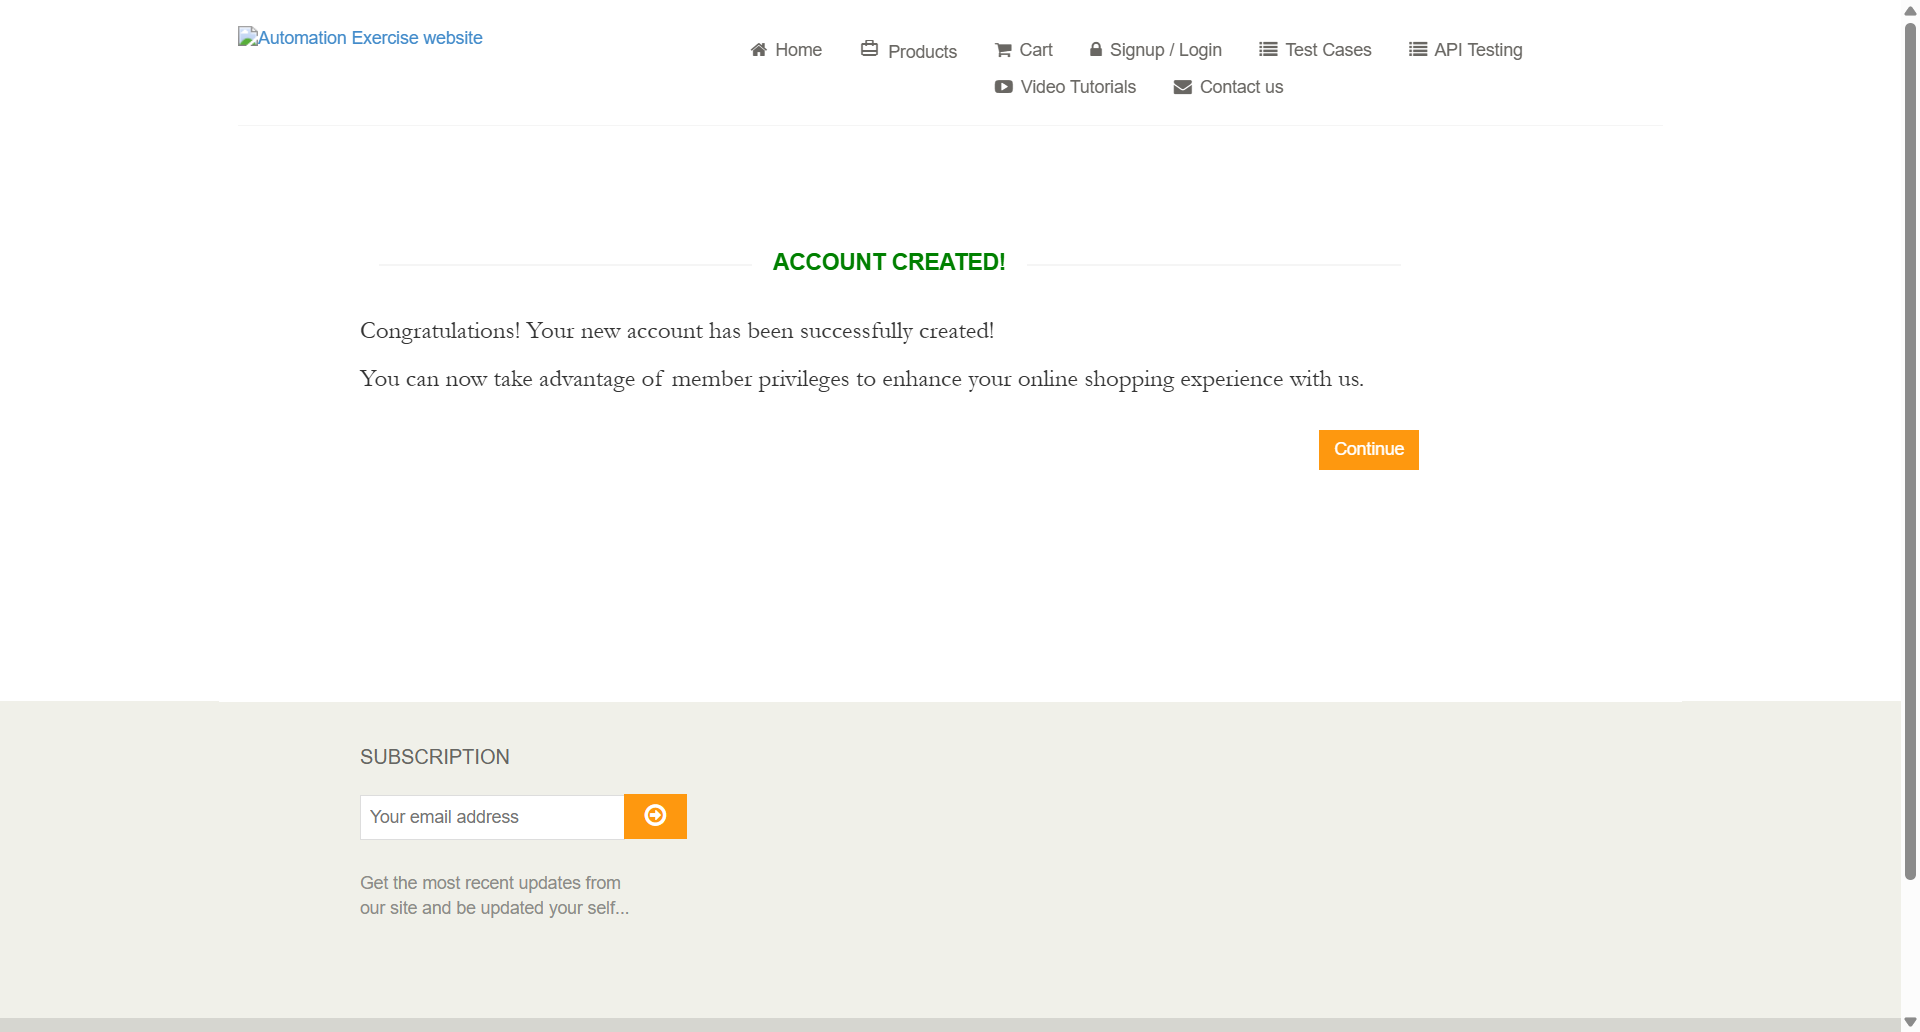 Automation Exercise website
Home Products Cart Signup / Login Test Cases API Testing
Video Tutorials Contact us
ACCOUNT CREATED!
Congratulations! Your new account has been successfully created!
You can now take advantage of member privileges to enhance your online shopping experience with us.
Continue
SUBSCRIPTION
Your email address
Get the most recent updates from
our site and be updated your self...